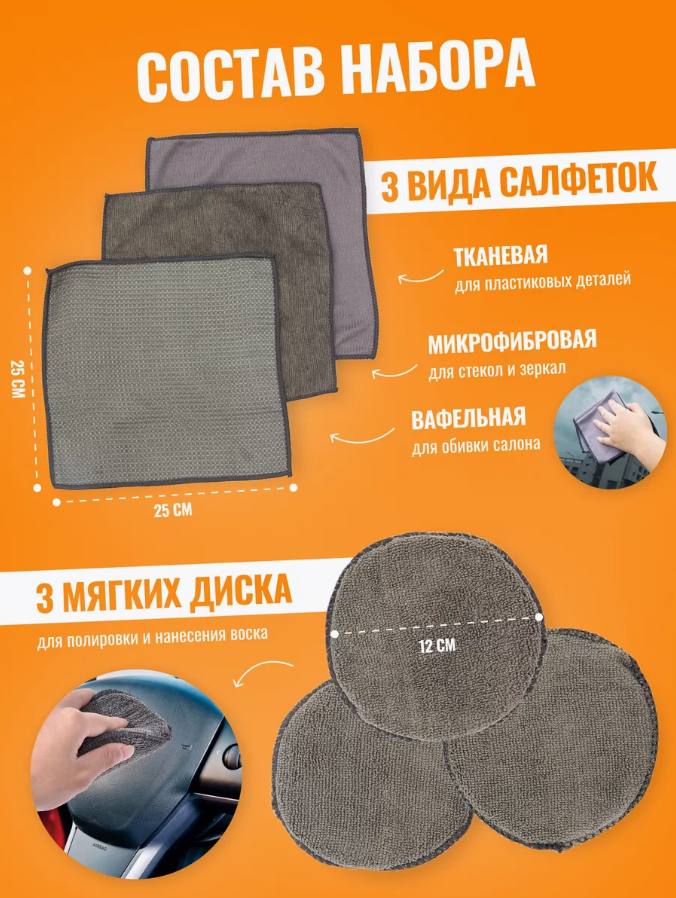 СОСТАВ НАБОРА
3 ВИДА САЛФЕТОК
ТКАНЕВАЯ
для пластиковых деталей
МИКРОФИБРОВАЯ
для стекол и зеркал
ВАФЕЛЬНАЯ
для обивки салона
25 СМ
25 СМ
3 МЯГКИХ ДИСКА
для полировки и нанесения воска
12 СМ
AIRBAG